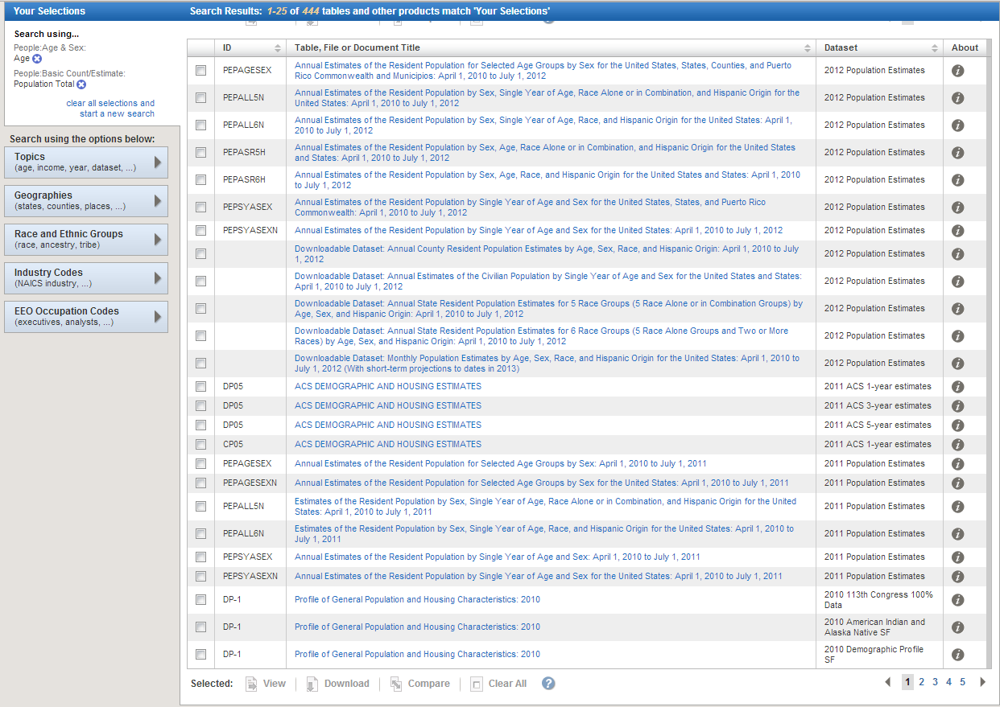 Your Selections
Search Results: 1-25 of 444 tables and other products match 'Your Selections'
Search using...
People:Age & Sex:
Age
People:Basic Count/Estimate:
Population Total
clear all selections and
start a new search
Search using the options below:
Topics
(age, income, year, dataset, ...)
Geographies
(states, counties, places, ...)
Race and Ethnic Groups
(race, ancestry, tribe)
Industry Codes
(NAICS industry, ...)
EEO Occupation Codes
(executives, analysts, ...)
ID Table, File or Document Title Dataset About
PEPAGESEX Annual Estimates of the Resident Population for Selected Age Groups by Sex for the United States, States, Counties, and Puerto 2012 Population Estimates
Rico Commonwealth and Municipios: April 1, 2010 to July 1, 2012
PEPALL5N Annual Estimates of the Resident Population by Sex, Single Year of Age, Race Alone or in Combination, and Hispanic Origin for the 2012 Population Estimates
United States: April 1, 2010 to July 1, 2012
PEPALL6N Annual Estimates of the Resident Population by Sex, Single Year of Age, Race, and Hispanic Origin for the United States: April 1, 2012 Population Estimates
2010 to July 1, 2012
PEPASR5H Annual Estimates of the Resident Population by Sex, Age, Race Alone or in Combination, and Hispanic Origin for the United States 2012 Population Estimates
and States: April 1, 2010 to July 1, 2012
PEPASR6H Annual Estimates of the Resident Population by Sex, Age, Race, and Hispanic Origin for the United States and States: April 1, 2010 2012 Population Estimates
to July 1, 2012
PEPSYASEX Annual Estimates of the Resident Population by Single Year of Age and Sex for the United States, States, and Puerto Rico 2012 Population Estimates
Commonwealth: April 1, 2010 to July 1, 2012
PEPSYASEXN Annual Estimates of the Resident Population by Single Year of Age and Sex for the United States: April 1, 2010 to July 1, 2012 2012 Population Estimates
Downloadable Dataset: Annual County Resident Population Estimates by Age, Sex, Race, and Hispanic Origin: April 1, 2010 to July 2012 Population Estimates
1, 2012
Downloadable Dataset: Annual Estimates of the Civilian Population by Single Year of Age and Sex for the United States and States: 2012 Population Estimates
April 1, 2010 to July 1, 2012
Downloadable Dataset: Annual State Resident Population Estimates for 5 Race Groups (5 Race Alone or in Combination Groups) by 2012 Population Estimates
Age, Sex, and Hispanic Origin: April 1, 2010 to July 1, 2012
Downloadable Dataset: Annual State Resident Population Estimates for 6 Race Groups (5 Race Alone Groups and Two or More 2012 Population Estimates
Races) by Age, Sex, and Hispanic Origin: April 1, 2010 to July 1, 2012
Downloadable Dataset: Monthly Population Estimates by Age, Sex, Race, and Hispanic Origin for the United States: April 1, 2010 to 2012 Population Estimates
July 1, 2012 (With short-term projections to dates in 2013)
DP05 ACS DEMOGRAPHIC AND HOUSING ESTIMATES 2011 ACS 1-year estimates
DP05 ACS DEMOGRAPHIC AND HOUSING ESTIMATES 2011 ACS 3-year estimates
DP05 ACS DEMOGRAPHIC AND HOUSING ESTIMATES 2011 ACS 5-year estimates
CP05 ACS DEMOGRAPHIC AND HOUSING ESTIMATES 2011 ACS 1-year estimates
PEPAGESEX Annual Estimates of the Resident Population for Selected Age Groups by Sex: April 1, 2010 to July 1, 2011 2011 Population Estimates
PEPAGESEXN Annual Estimates of the Resident Population for Selected Age Groups by Sex for the United States: April 1, 2010 to July 1, 2011 2011 Population Estimates
PEPALL5N Estimates of the Resident Population by Sex, Single Year of Age, Race Alone or in Combination, and Hispanic Origin for the United 2011 Population Estimates
States: April 1, 2010 to July 1, 2011
PEPALL6N Estimates of the Resident Population by Sex, Single Year of Age, Race, and Hispanic Origin for the United States: April 1, 2010 to 2011 Population Estimates
July 1, 2011
PEPSYASEX Annual Estimates of the Resident Population by Single Year of Age and Sex: April 1, 2010 to July 1, 2011 2011 Population Estimates
PEPSYASEXN Annual Estimates of the Resident Population by Single Year of Age and Sex for the United States: April 1, 2010 to July 1, 2011 2011 Population Estimates
DP-1 Profile of General Population and Housing Characteristics: 2010 2010 113th Congress 100%
Data
DP-1 Profile of General Population and Housing Characteristics: 2010 2010 American Indian and
Alaska Native SF
DP-1 Profile of General Population and Housing Characteristics: 2010 2010 Demographic Profile
SF
Selected: View Download Compare Clear All ? 1 2 3 4 5